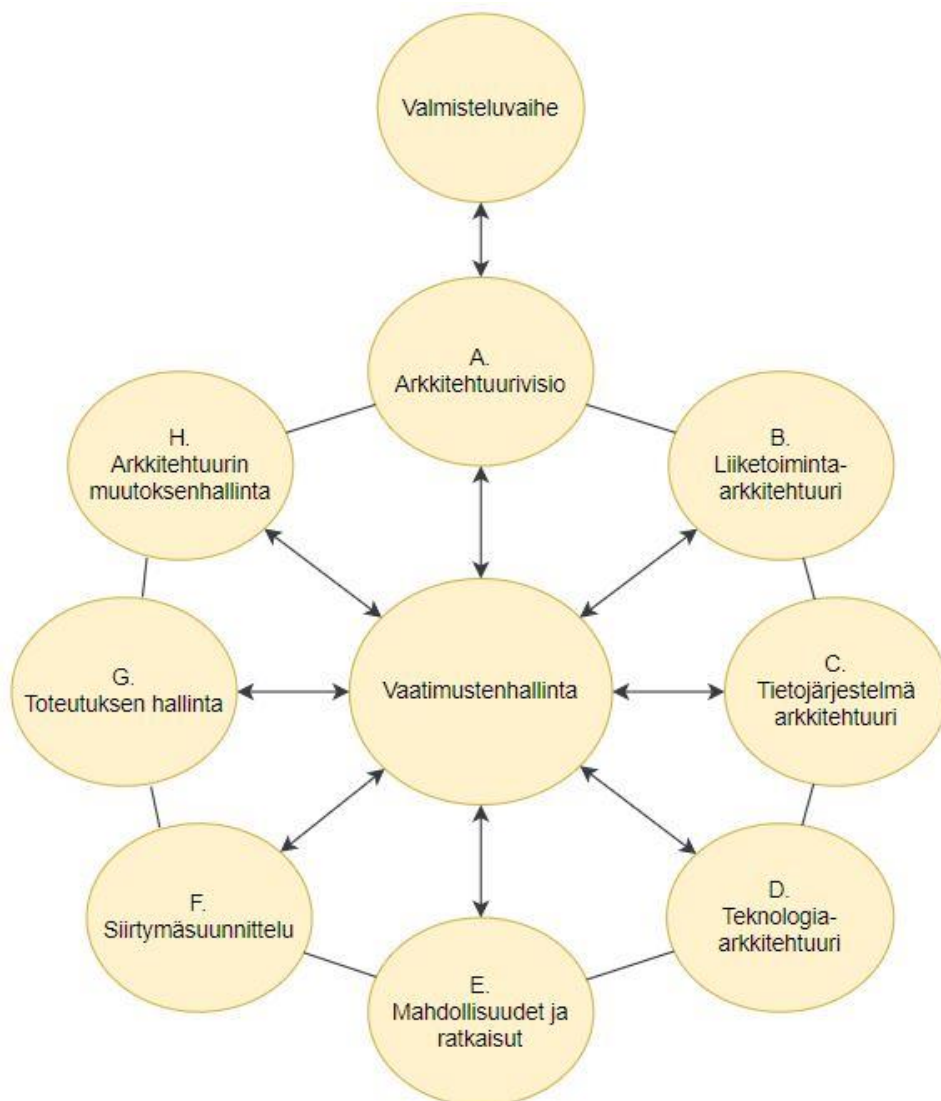 Valmisteluvaihe
A.
Arkkitehtuurivisio
H.
Arkkitehtuurin
muutoksenhallinta
B.
Liiketoiminta-
arkkitehtuuri
G.
Toteutuksen hallinta
Vaatimustenhallinta
C.
Tietojärjestelmä
arkkitehtuuri
F.
Siirtymäsuunnittelu
D.
Teknologia-
arkkitehtuuri
E.
Mahdollisuudet ja
ratkaisut